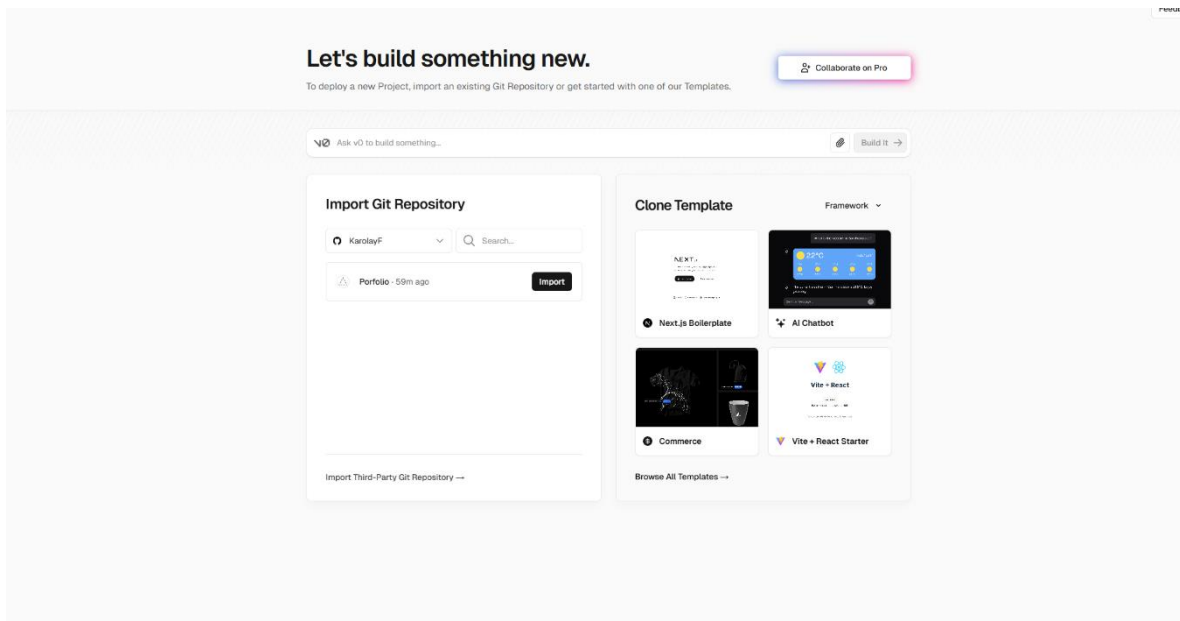 Let's build something new.
Collaborate on Pro
To deploy a new Project, import an existing Git Repository or get started with one of our Templates.
v0 Ask v0 to build something...
Build It →
Import Git Repository
KarolayF
Search...
Porfolio · 59m ago
Import
Import Third-Party Git Repository →
Clone Template
Framework
NEXT.
22°C
Next.js Boilerplate
AI Chatbot
Vite + React
Commerce
Vite + React Starter
Browse All Templates →